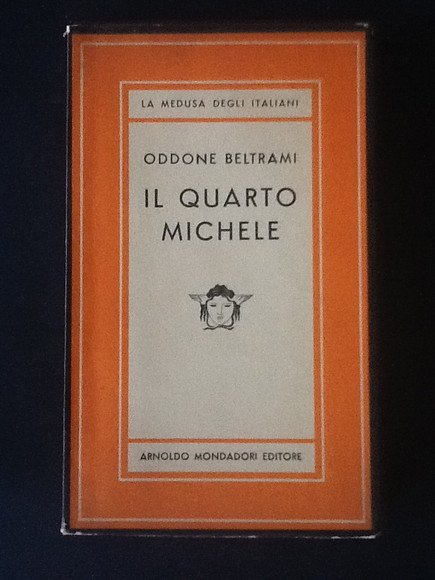 LA MEDUSA DEGLI ITALIANI
ODDONE BELTRAMI
IL QUARTO
MICHELE
ARNOLDO MONDADORI EDITORE